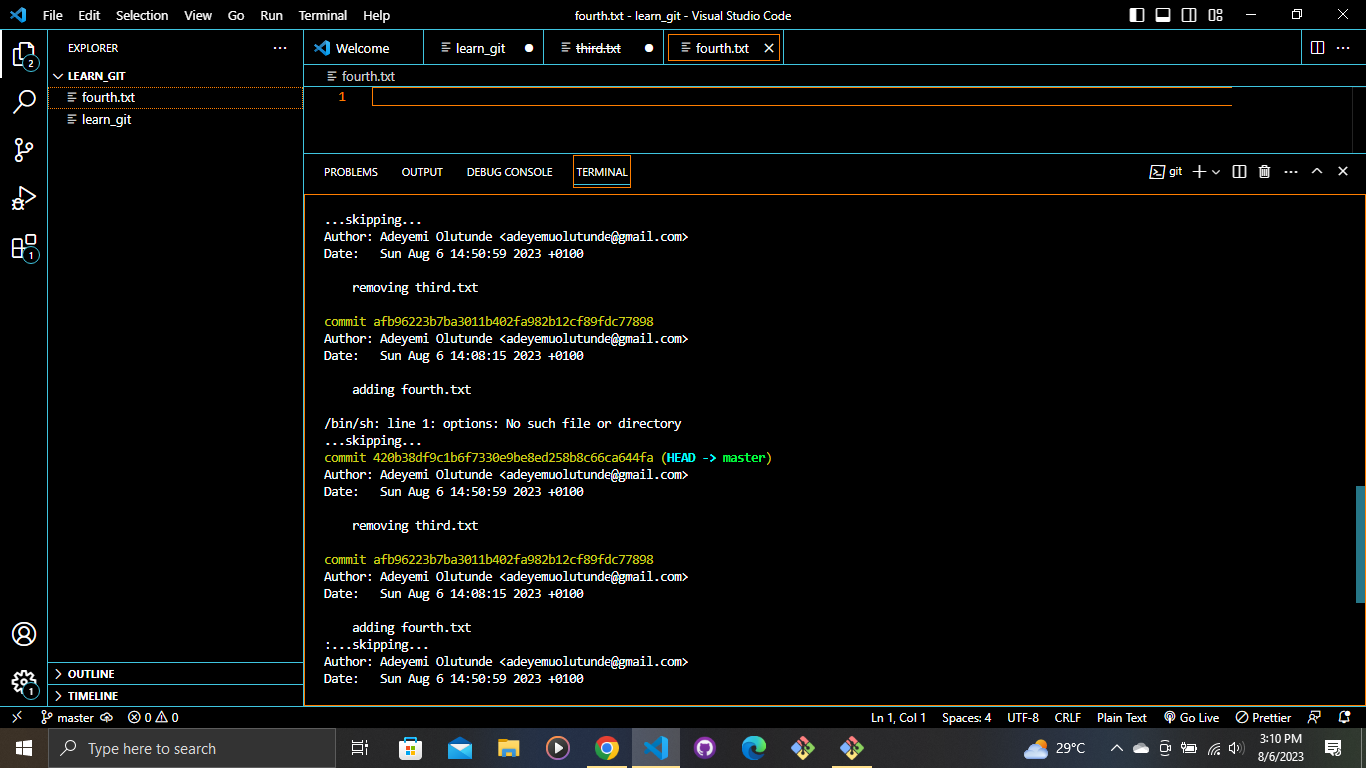 File Edit Selection View Go Run Terminal Help
fourth.txt - learn_git - Visual Studio Code
EXPLORER
Welcome
learn_git
third.txt
fourth.txt
LEARN_GIT
fourth.txt
learn_git
fourth.txt
1
PROBLEMS OUTPUT DEBUG CONSOLE TERMINAL
git
...skipping...
Author: Adeyemi Olutunde <adeyemuolutunde@gmail.com>
Date:   Sun Aug 6 14:50:59 2023 +0100
    removing third.txt
commit afb96223b7ba3011b402fa982b12cf89fdc77898
Author: Adeyemi Olutunde <adeyemuolutunde@gmail.com>
Date:   Sun Aug 6 14:08:15 2023 +0100
    adding fourth.txt
/bin/sh: line 1: options: No such file or directory
...skipping...
commit 420b38df9c1b6f7330e9be8ed258b8c66ca644fa (HEAD -> master)
Author: Adeyemi Olutunde <adeyemuolutunde@gmail.com>
Date:   Sun Aug 6 14:50:59 2023 +0100
    removing third.txt
commit afb96223b7ba3011b402fa982b12cf89fdc77898
Author: Adeyemi Olutunde <adeyemuolutunde@gmail.com>
Date:   Sun Aug 6 14:08:15 2023 +0100
    adding fourth.txt
:...skipping...
Author: Adeyemi Olutunde <adeyemuolutunde@gmail.com>
Date:   Sun Aug 6 14:50:59 2023 +0100
2
1
1
OUTLINE
TIMELINE
master 0 0 Ln 1, Col 1 Spaces: 4 UTF-8 CRLF Plain Text Go Live Prettier
Type here to search
29°C
3:10 PM
8/6/2023